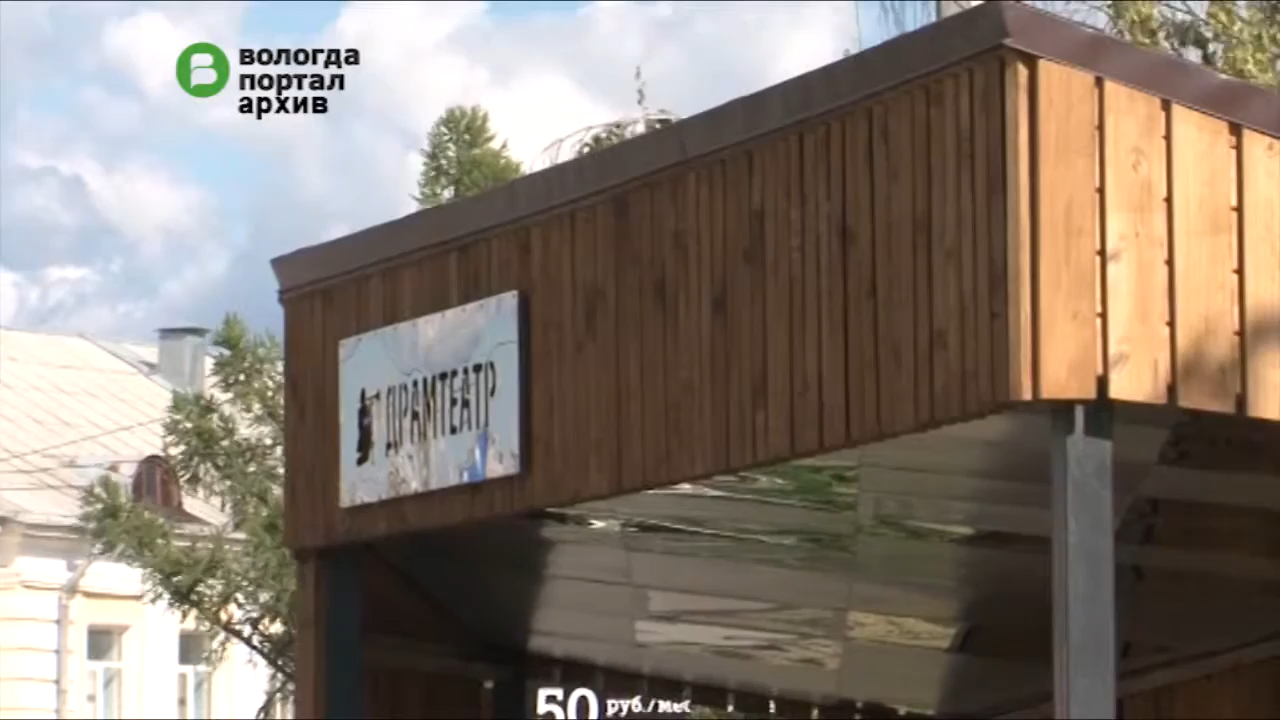 вологда
портал
архив
ДРАМТЕАТР
50 руб./мес